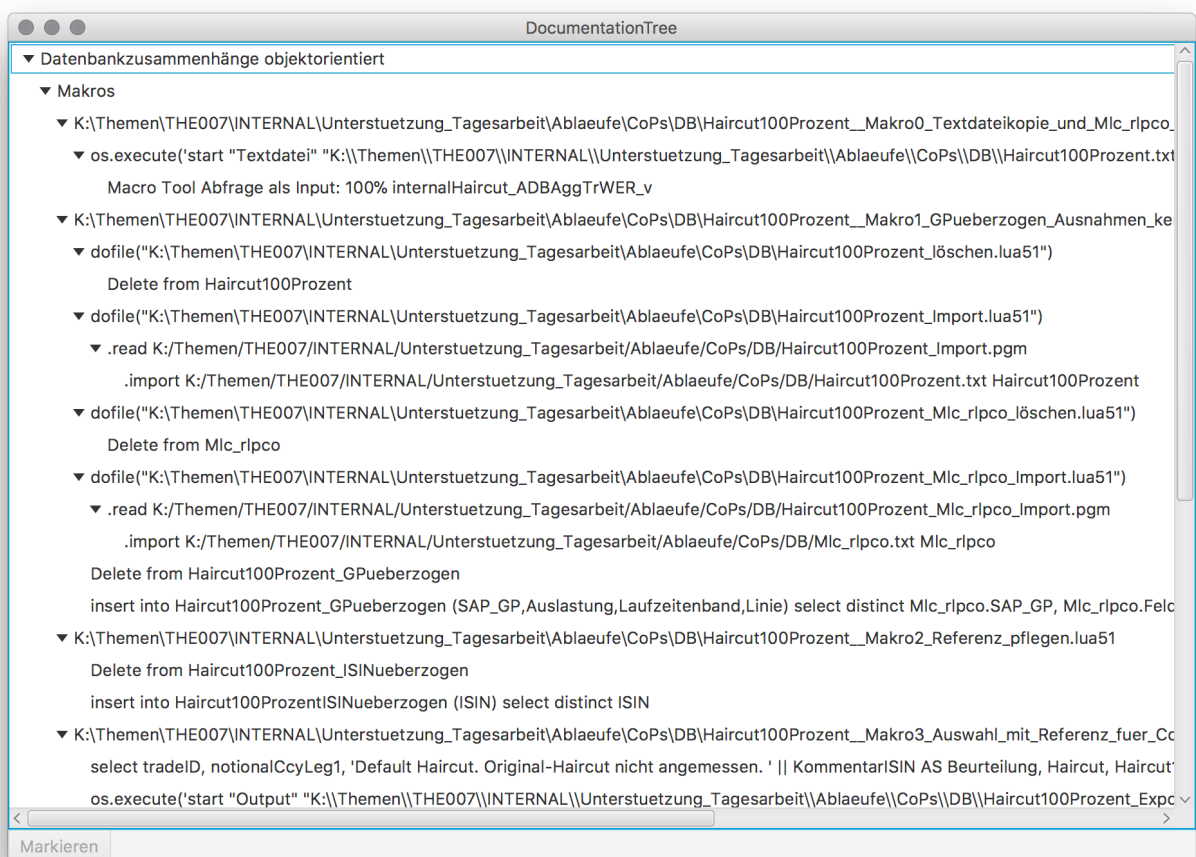 DocumentationTree
Datenbankzusammenhänge objektorientiert
Makros
K:\Themen\THE007\INTERNAL\Unterstuetzung_Tagesarbeit\Ablaeufe\CoPs\DB\Haircut100Prozent__Makro0_Textdateikopie_und_Mlc_rlpco_
os.execute('start "Textdatei" "K:\\Themen\\THE007\\INTERNAL\\Unterstuetzung_Tagesarbeit\\Ablaeufe\\CoPs\\DB\\Haircut100Prozent.txt
Macro Tool Abfrage als Input: 100% internalHaircut_ADBAggTrWER_v
K:\Themen\THE007\INTERNAL\Unterstuetzung_Tagesarbeit\Ablaeufe\CoPs\DB\Haircut100Prozent__Makro1_GPueberzogen_Ausnahmen_ke
dofile("K:\Themen\THE007\INTERNAL\Unterstuetzung_Tagesarbeit\Ablaeufe\CoPs\DB\Haircut100Prozent_löschen.lua51")
Delete from Haircut100Prozent
dofile("K:\Themen\THE007\INTERNAL\Unterstuetzung_Tagesarbeit\Ablaeufe\CoPs\DB\Haircut100Prozent_Import.lua51")
.read K:/Themen/THE007/INTERNAL/Unterstuetzung_Tagesarbeit/Ablaeufe/CoPs/DB/Haircut100Prozent_Import.pgm
.import K:/Themen/THE007/INTERNAL/Unterstuetzung_Tagesarbeit/Ablaeufe/CoPs/DB/Haircut100Prozent.txt Haircut100Prozent
dofile("K:\Themen\THE007\INTERNAL\Unterstuetzung_Tagesarbeit\Ablaeufe\CoPs\DB\Haircut100Prozent_Mlc_rlpco_löschen.lua51")
Delete from Mlc_rlpco
dofile("K:\Themen\THE007\INTERNAL\Unterstuetzung_Tagesarbeit\Ablaeufe\CoPs\DB\Haircut100Prozent_Mlc_rlpco_Import.lua51")
.read K:/Themen/THE007/INTERNAL/Unterstuetzung_Tagesarbeit/Ablaeufe/CoPs/DB/Haircut100Prozent_Mlc_rlpco_Import.pgm
.import K:/Themen/THE007/INTERNAL/Unterstuetzung_Tagesarbeit/Ablaeufe/CoPs/DB/Mlc_rlpco.txt Mlc_rlpco
Delete from Haircut100Prozent_GPueberzogen
insert into Haircut100Prozent_GPueberzogen (SAP_GP,Auslastung,Laufzeitenband,Linie) select distinct Mlc_rlpco.SAP_GP, Mlc_rlpco.Feld
K:\Themen\THE007\INTERNAL\Unterstuetzung_Tagesarbeit\Ablaeufe\CoPs\DB\Haircut100Prozent__Makro2_Referenz_pflegen.lua51
Delete from Haircut100Prozent_ISINueberzogen
insert into Haircut100ProzentISINueberzogen (ISIN) select distinct ISIN
K:\Themen\THE007\INTERNAL\Unterstuetzung_Tagesarbeit\Ablaeufe\CoPs\DB\Haircut100Prozent__Makro3_Auswahl_mit_Referenz_fuer_Co
select tradeID, notionalCcyLeg1, 'Default Haircut. Original-Haircut nicht angemessen. ' || KommentarISIN AS Beurteilung, Haircut, Haircut1
os.execute('start "Output" "K:\\Themen\\THE007\\INTERNAL\\Unterstuetzung_Tagesarbeit\\Ablaeufe\\CoPs\\DB\\Haircut100Prozent_Expo
Markieren